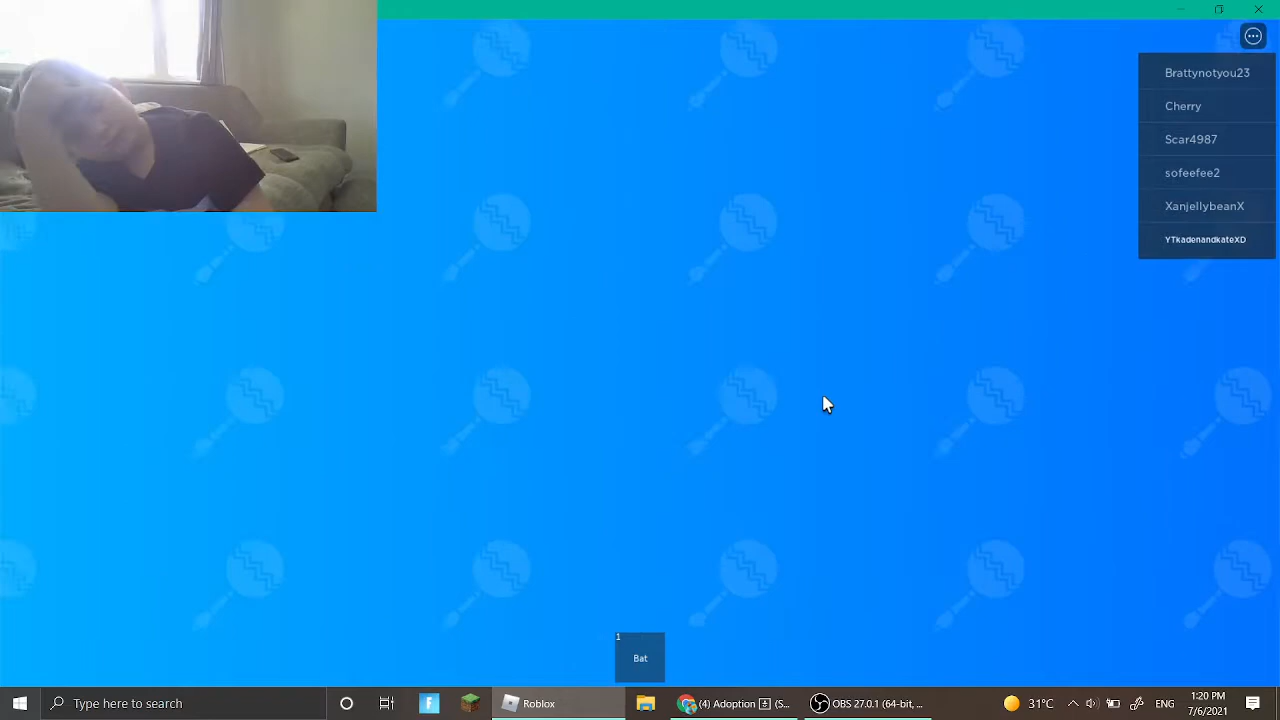 Brattynotyou23
Cherry
Scar4987
sofeefee2
XanjellybeanX
YTkadenandkateXD
1
Bat
Type here to search
Roblox
(4) Adoption 🃏 (S...
OBS 27.0.1 (64-bit, ...
31°C
ENG
1:20 PM
7/6/2021